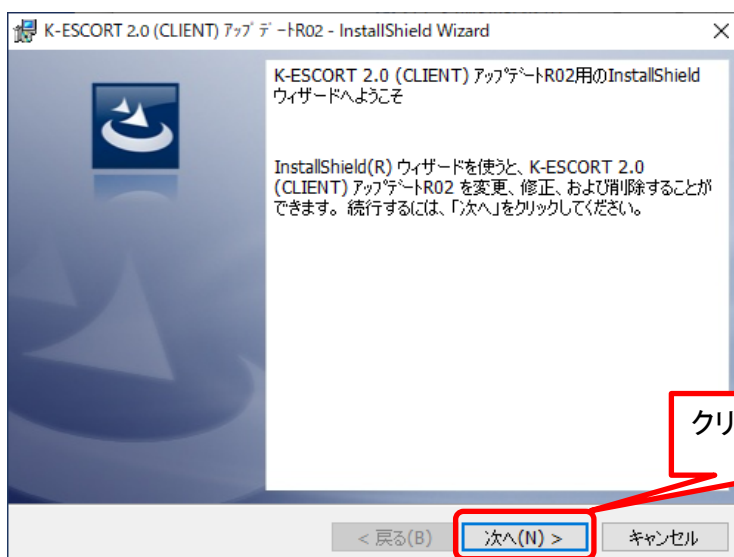 K-ESCORT 2.0 (CLIENT) ｱｯﾌﾟﾃﾞｰﾄR02 - InstallShield Wizard
K-ESCORT 2.0 (CLIENT) ｱｯﾌﾟﾃﾞｰﾄR02用のInstallShield
ウィザードへようこそ
InstallShield(R) ウィザードを使うと、K-ESCORT 2.0
(CLIENT) ｱｯﾌﾟﾃﾞｰﾄR02 を変更、修正、および削除することが
できます。続行するには、「次へ」をクリックしてください。
クリ
< 戻る(B)
次へ(N) >
キャンセル